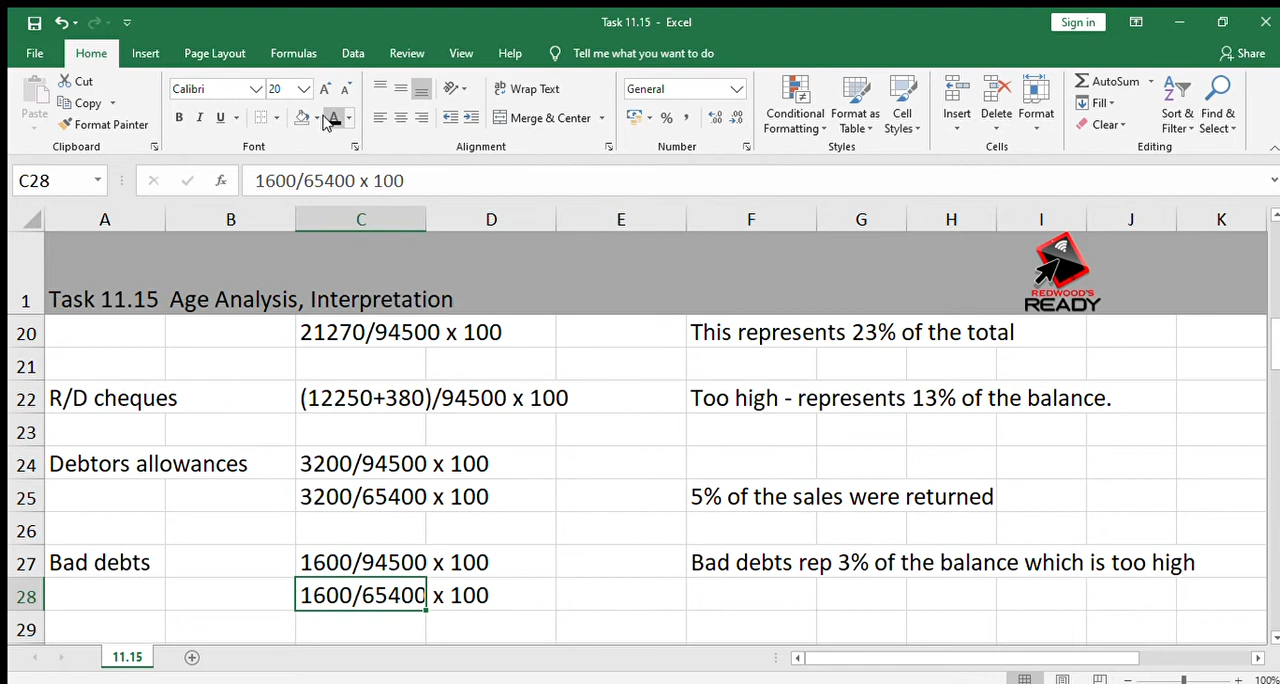 Task 11.15 - Excel
Sign in
File Home Insert Page Layout Formulas Data Review View Help Tell me what you want to do Share
Paste
Cut
Copy
Format Painter
Clipboard
Calibri 20
B I U
Font
Wrap Text
Merge & Center
Alignment
General
Number
Conditional Formatting
Format as Table
Cell Styles
Styles
Insert Delete Format
Cells
AutoSum
Fill
Clear
Sort & Filter
Find & Select
Editing
C28 fx 1600/65400 x 100
A B C D E F G H I J K
1 Task 11.15 Age Analysis, Interpretation
REDWOOD'S
READY
20 21270/94500 x 100 This represents 23% of the total
21
22 R/D cheques (12250+380)/94500 x 100 Too high - represents 13% of the balance.
23
24 Debtors allowances 3200/94500 x 100
25 3200/65400 x 100 5% of the sales were returned
26
27 Bad debts 1600/94500 x 100 Bad debts rep 3% of the balance which is too high
28 1600/65400 x 100
29
11.15
100%